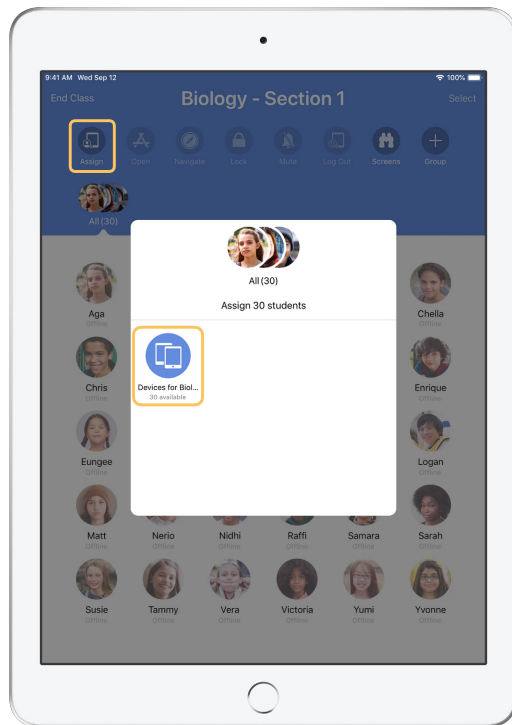 9:41 AM Wed Sep 12
100%
End Class
Biology - Section 1
Select
Assign
Open
Navigate
Lock
Mute
Log Out
Screens
Group
All (30)
All (30)
Assign 30 students
Devices for Biol...
30 available
Aga
Offline
Chella
Offline
Chris
Offline
Enrique
Offline
Eungee
Offline
Logan
Offline
Matt
Nerio
Nidhi
Raffi
Samara
Sarah
Offline
Offline
Offline
Offline
Offline
Offline
Susie
Tammy
Vera
Victoria
Yumi
Yvonne
Offline
Offline
Offline
Offline
Offline
Offline